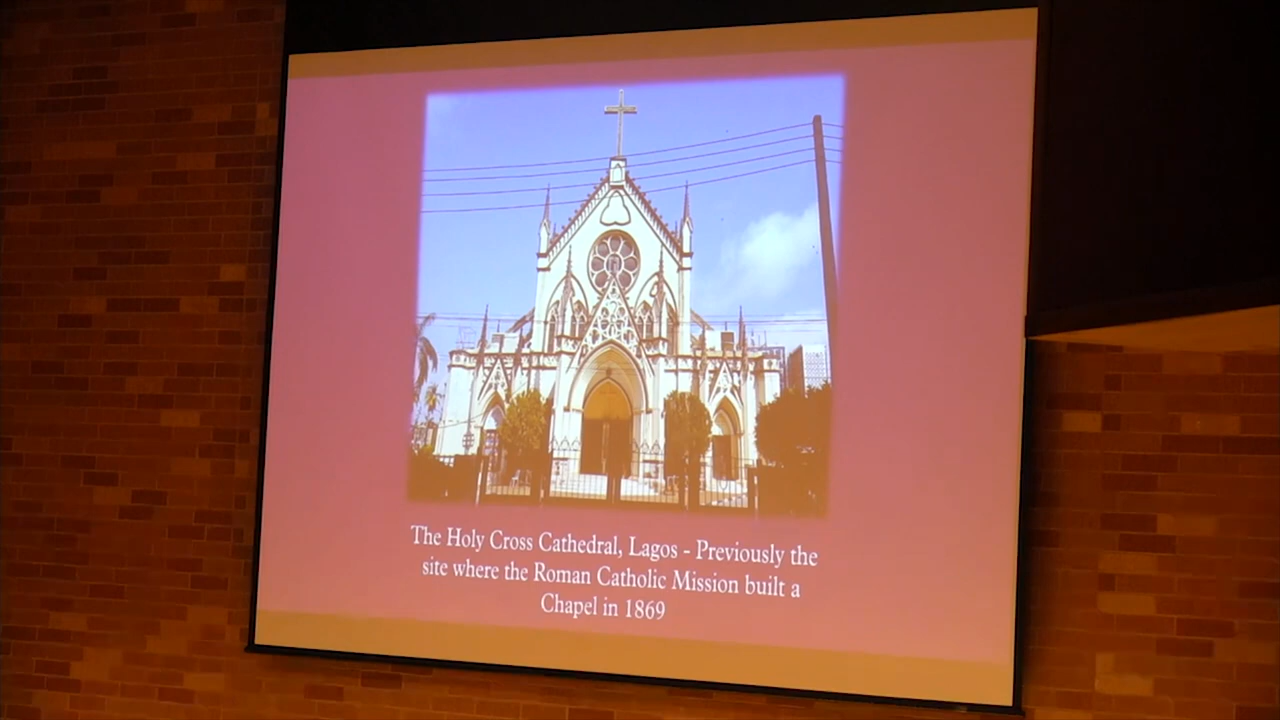 The Holy Cross Cathedral, Lagos - Previously the
site where the Roman Catholic Mission built a
Chapel in 1869